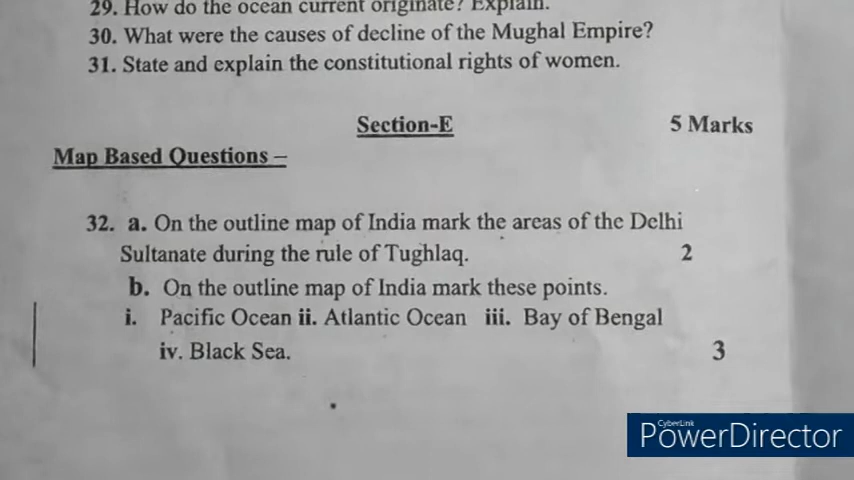 29. How do the ocean current originate? Explain.
30. What were the causes of decline of the Mughal Empire?
31. State and explain the constitutional rights of women.
Section-E 5 Marks
Map Based Questions –
32. a. On the outline map of India mark the areas of the Delhi
Sultanate during the rule of Tughlaq. 2
b. On the outline map of India mark these points.
i. Pacific Ocean ii. Atlantic Ocean iii. Bay of Bengal
iv. Black Sea. 3
CyberLink
PowerDirector